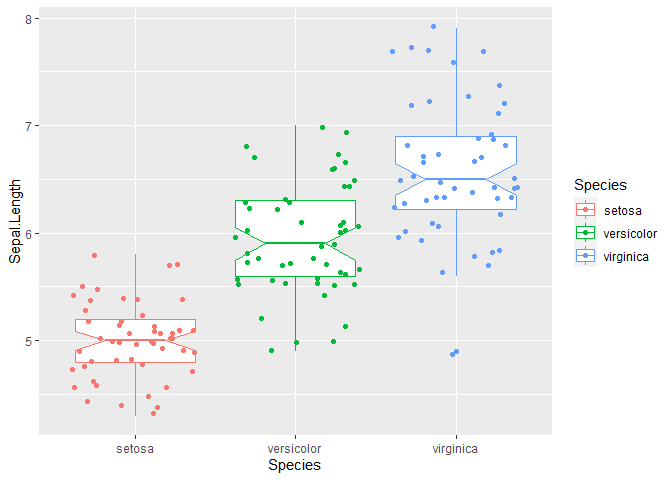 8
7
6
5
Sepal.Length
setosa
versicolor
virginica
Species
Species
setosa
versicolor
virginica